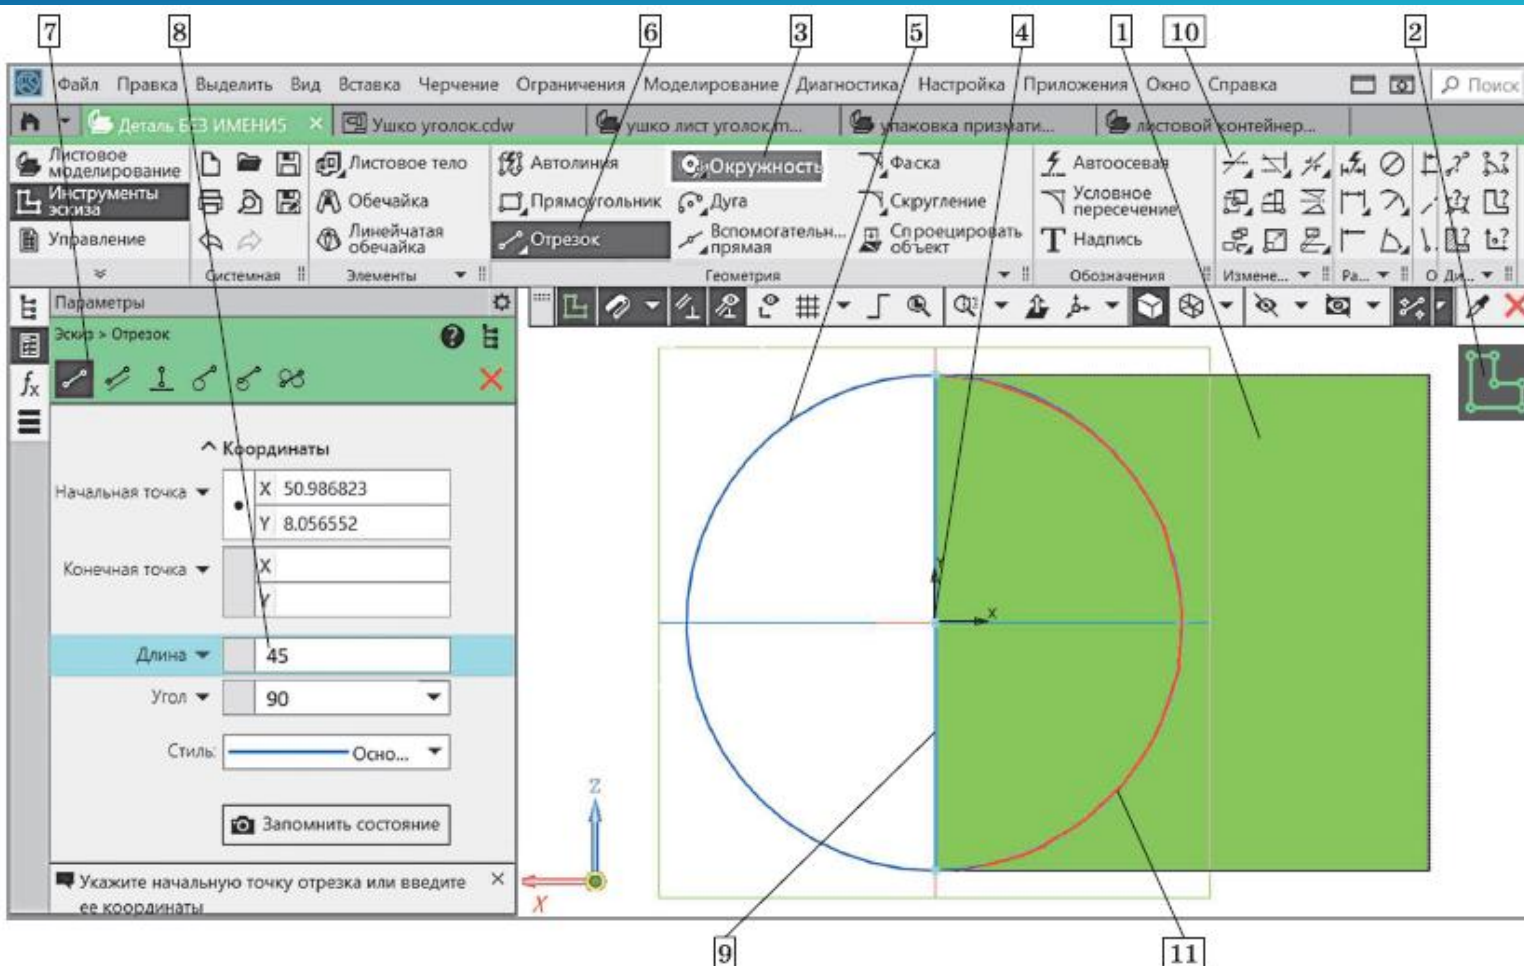 7 8 6 3 5 4 1 10 2
Файл Правка Выделить Вид Вставка Черчение Ограничения Моделирование Диагностика Настройка Приложения Окно Справка Поиск
Деталь БЕЗ ИМЕНИ5 Ушко уголок.cdw ушко лист уголок.m... упаковка призмати... листовой контейнер...
Листовое моделирование Листовое тело Автолиния Окружность Фаска Автоосевая
Инструменты эскиза Обечайка Прямоугольник Дуга Скругление Условное пересечение
Управление Линейчатая обечайка Отрезок Вспомогательн... прямая Спроецировать объект Надпись
Системная Элементы Геометрия Обозначения Измене... Ра... О Ди...
Параметры
Эскиз > Отрезок
Координаты
Начальная точка X 50.986823
Y 8.056552
Конечная точка X
Y
Длина 45
Угол 90
Стиль: Осно...
Запомнить состояние
Укажите начальную точку отрезка или введите
ее координаты
Y
X
Z
X
9 11